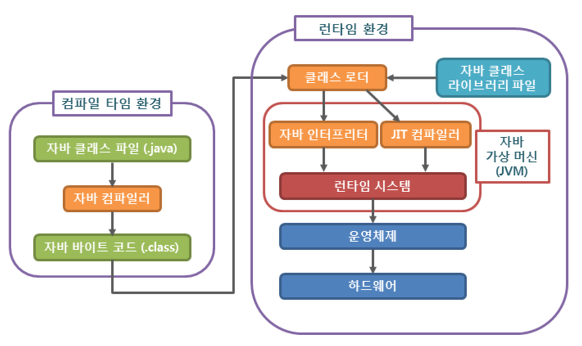 런타임 환경
클래스 로더
자바 클래스
라이브러리 파일
컴파일 타임 환경
자바 클래스 파일 (.java)
자바 컴파일러
자바 바이트 코드 (.class)
자바 인터프리터
JIT 컴파일러
자바
가상 머신
(JVM)
런타임 시스템
운영체제
하드웨어